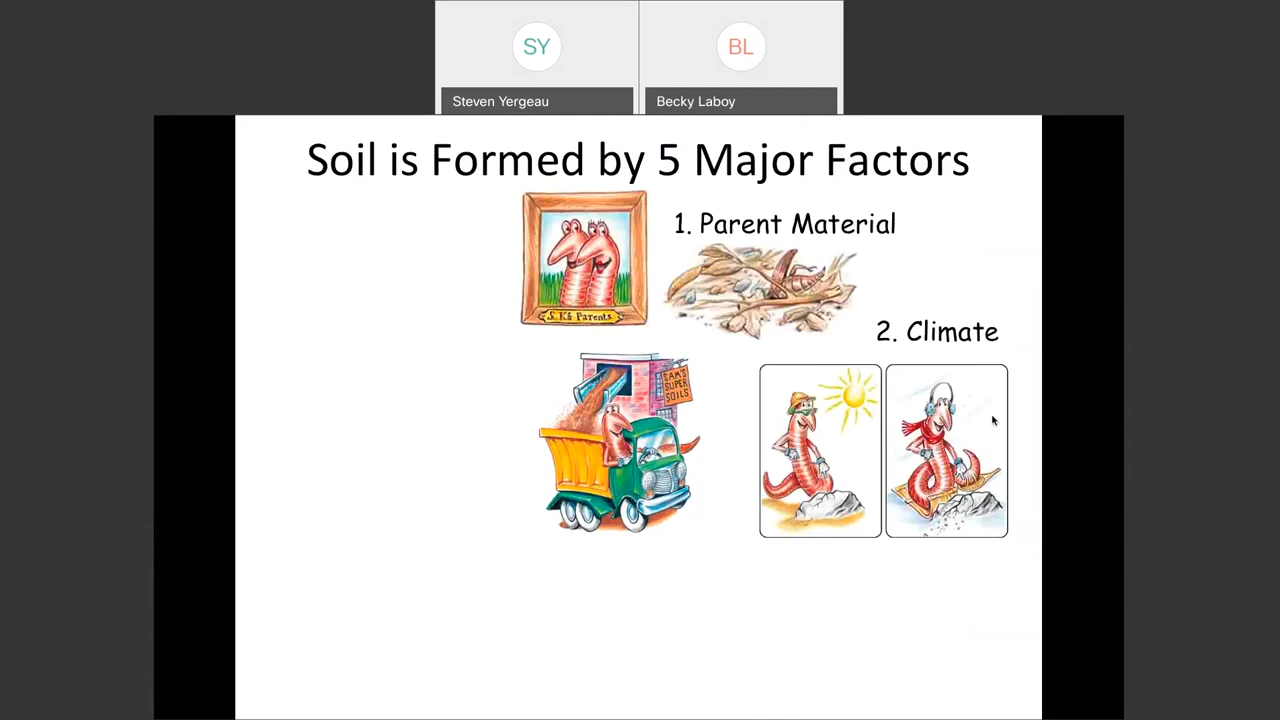 SY
BL
Steven Yergeau
Becky Laboy
Soil is Formed by 5 Major Factors
1. Parent Material
S. K's Parents
2. Climate
SAM'S
SUPER
SOILS